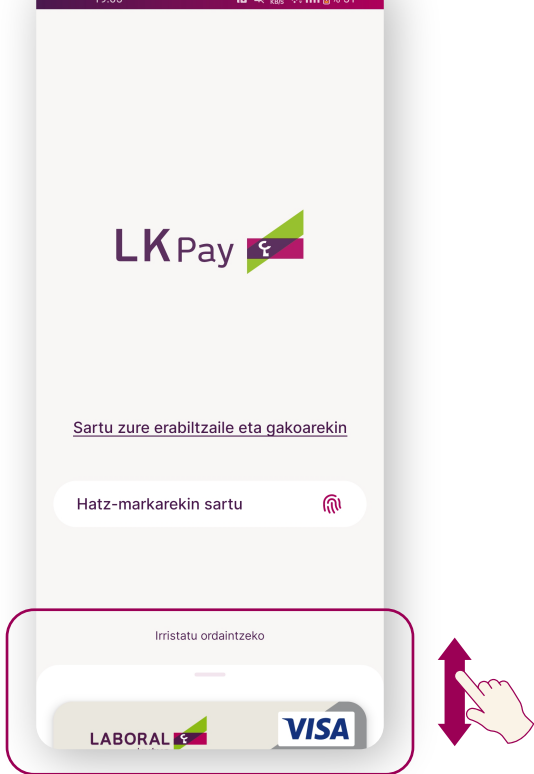 LK Pay
Sartu zure erabiltzaile eta gakoarekin
Hatz-markarekin sartu
Irristatu ordaintzeko
LABORAL
VISA